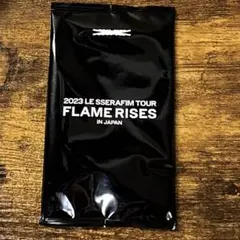 2023 LE SSERAFIM TOUR
FLAME RISES
IN JAPAN